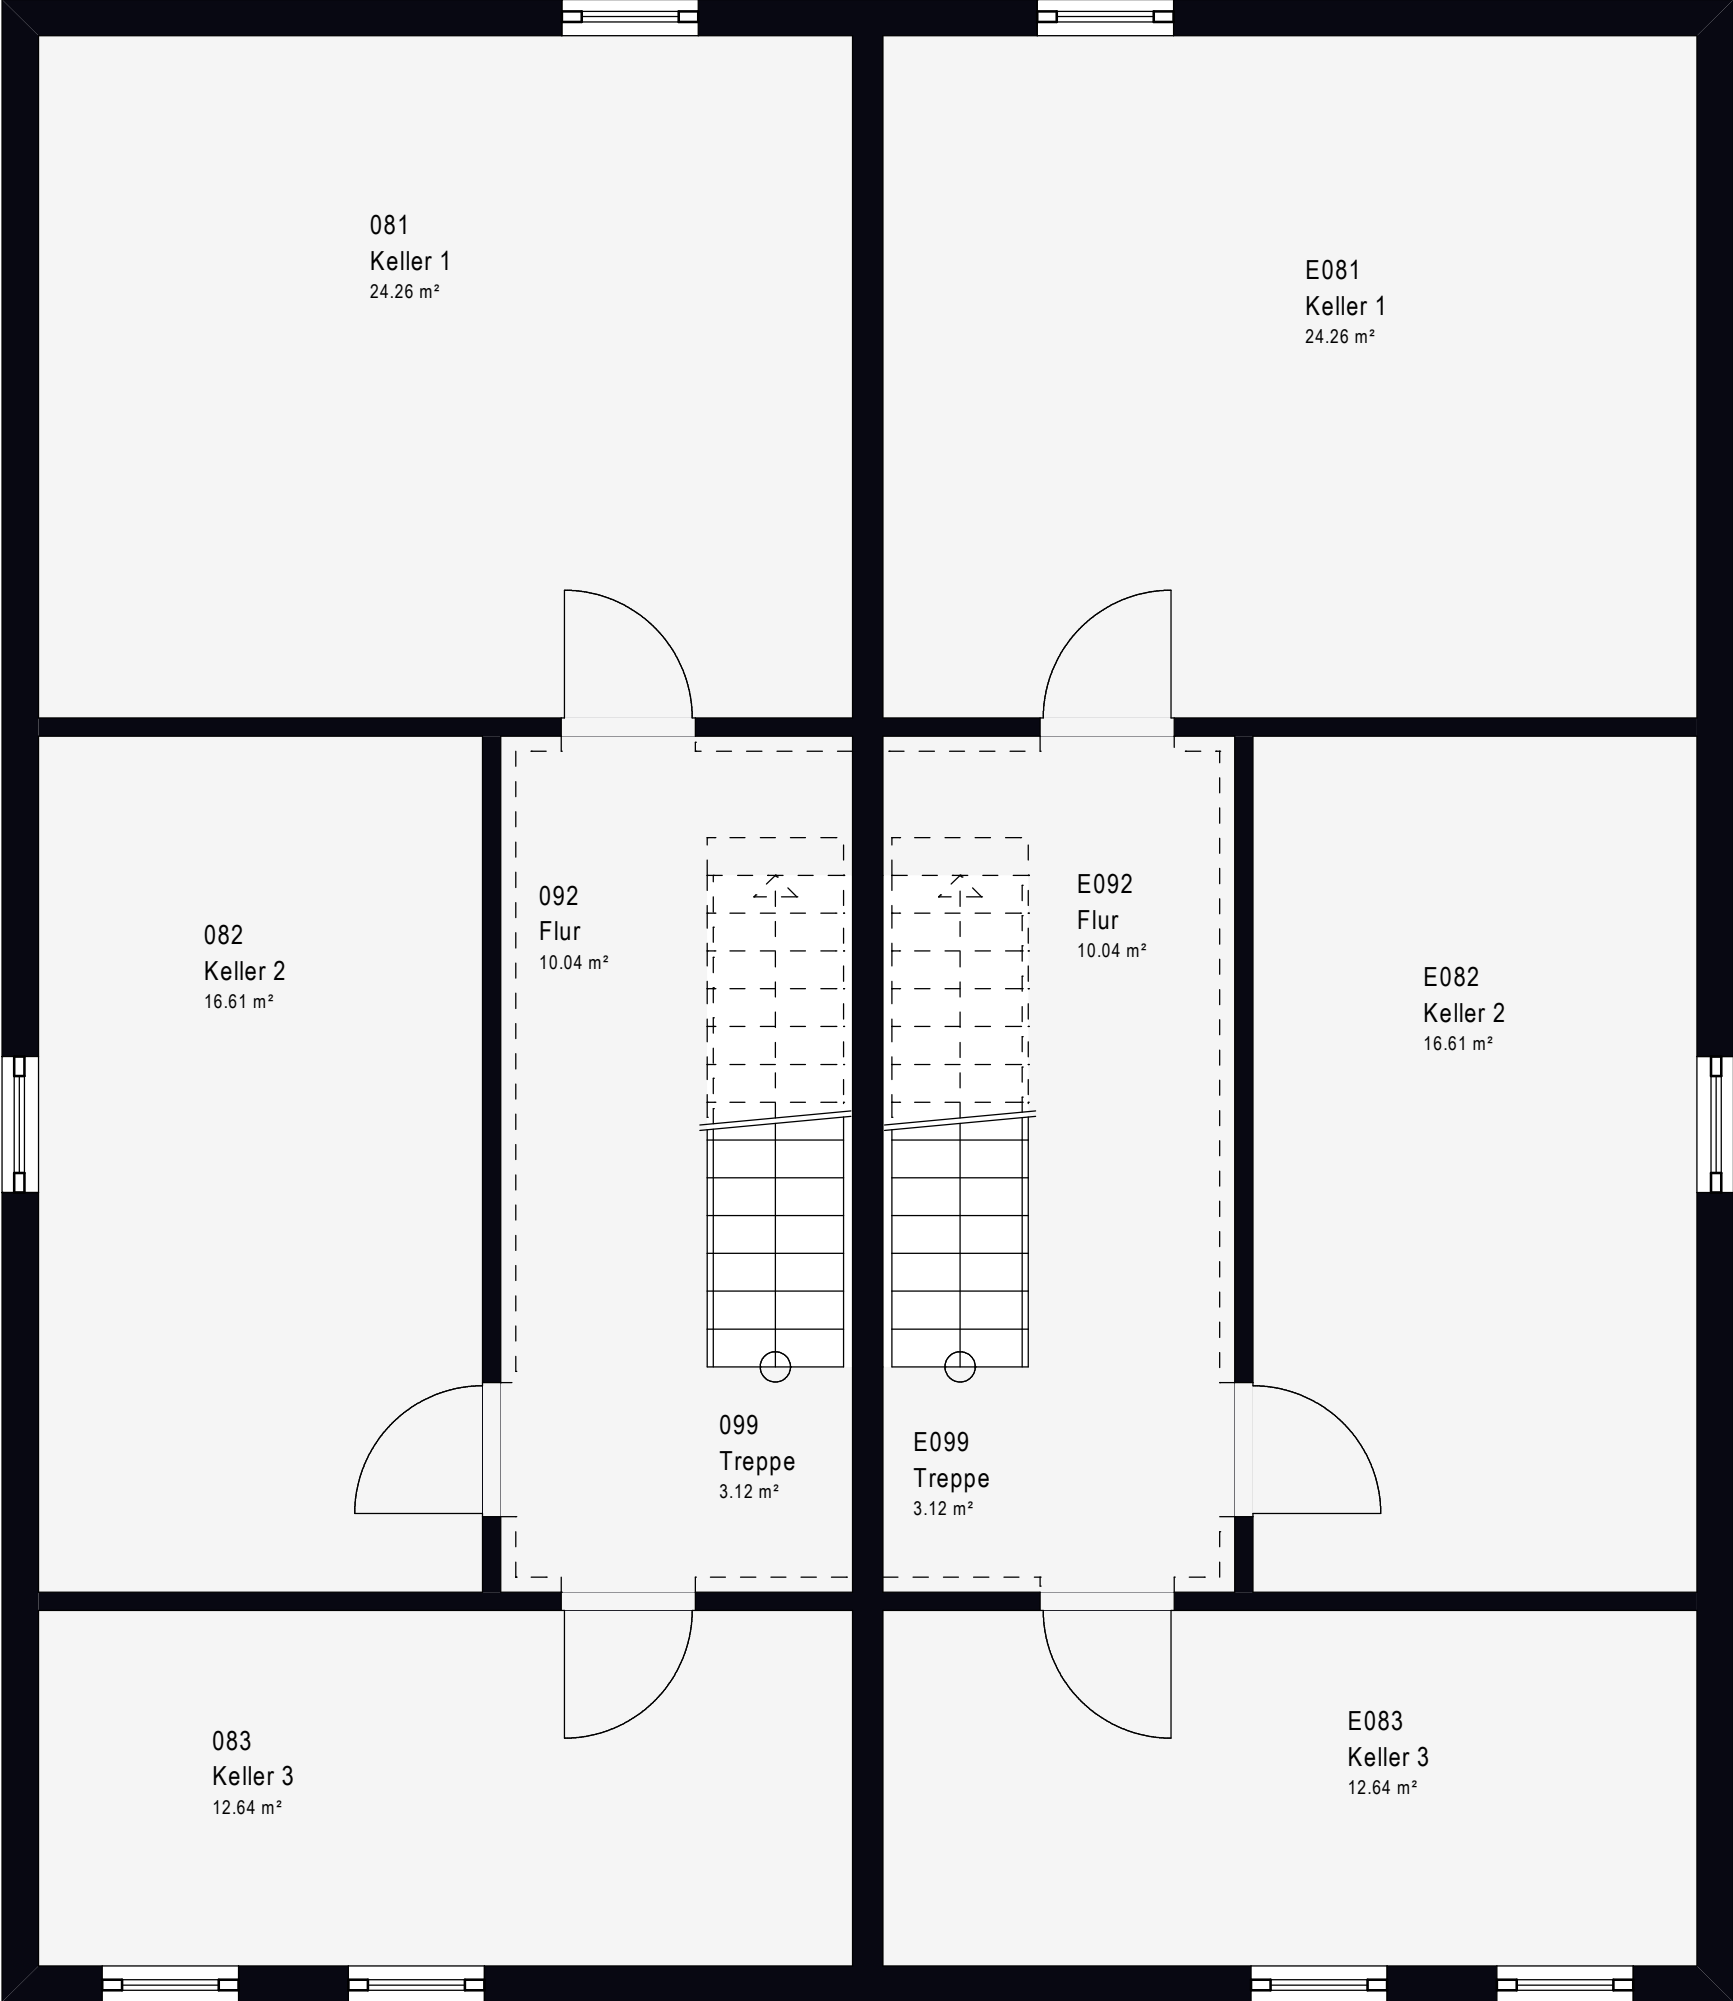 081
Keller 1
24.26 m²
E081
Keller 1
24.26 m²
092
Flur
10.04 m²
E092
Flur
10.04 m²
082
Keller 2
16.61 m²
E082
Keller 2
16.61 m²
099
Treppe
3.12 m²
E099
Treppe
3.12 m²
083
Keller 3
12.64 m²
E083
Keller 3
12.64 m²